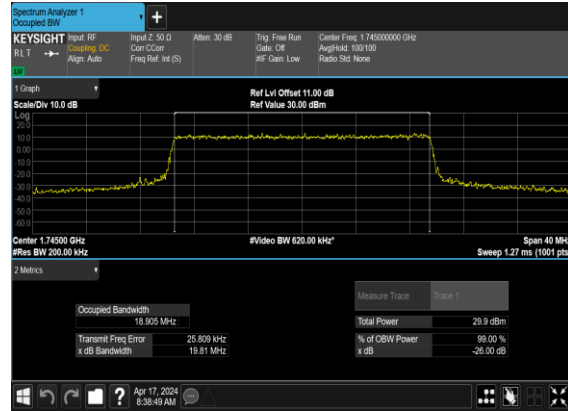 Spectrum Analyzer 1
Occupied BW
+
KEYSIGHT Input: RF Input Z: 50 Ω Atten: 30 dB Trig: Free Run Center Freq: 1.745000000 GHz
RLT Coupling: DC Corr CCorr Gate: Off Avg|Hold: 100/100
Align: Auto Freq Ref: Int (S) #IF Gain: Low Radio Std: None
LM
1 Graph
Ref Lvl Offset 11.00 dB
Scale/Div 10.0 dB Ref Value 30.00 dBm
Log
20.0
10.0
0.00
-10.0
-20.0
-30.0
-40.0
-50.0
-60.0
Center 1.74500 GHz #Video BW 620.00 kHz* Span 40 MHz
#Res BW 200.00 kHz Sweep 1.27 ms (1001 pts
2 Metrics
Measure Trace Trace 1
Occupied Bandwidth
18.905 MHz Total Power 29.9 dBm
Transmit Freq Error 25.809 kHz % of OBW Power 99.00 %
x dB Bandwidth 19.81 MHz x dB -26.00 dB
? Apr 17, 2024
8:38:49 AM